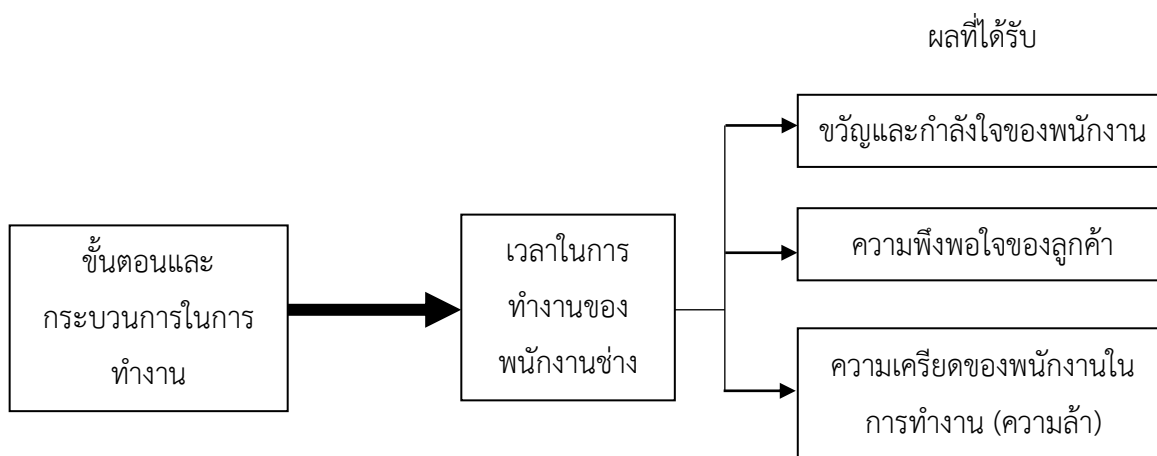 ผลที่ได้รับ
ขวัญและกำลังใจของพนักงาน
ความพึงพอใจของลูกค้า
ขั้นตอนและ
กระบวนการในการ
ทำงาน
เวลาในการ
ทำงานของ
พนักงานช่าง
ความเครียดของพนักงานใน
การทำงาน (ความล้า)